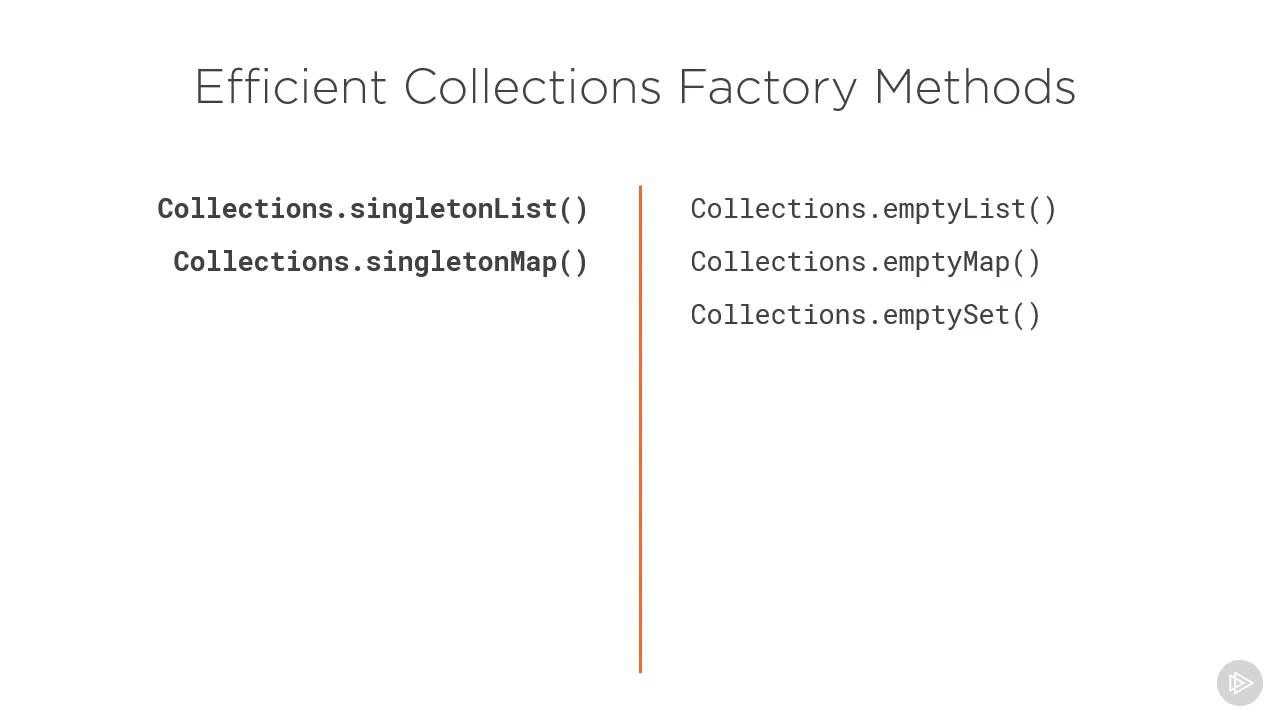 Efficient Collections Factory Methods
Collections.singletonList()
Collections.singletonMap()
Collections.emptyList()
Collections.emptyMap()
Collections.emptySet()